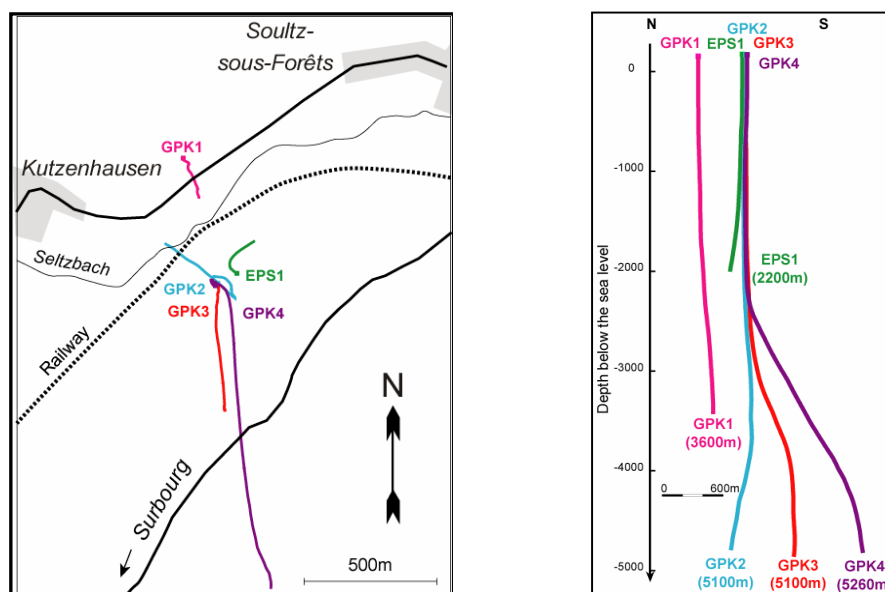 Soultz-
sous-Forêts
GPK1
Kutzenhausen
Seltzbach
EPS1
GPK2
GPK3
GPK4
Railway
N
Surbourg
500m
N
S
GPK2
GPK1
EPS1
GPK3
GPK4
0
-1000
-2000
-3000
-4000
-5000
Depth below the sea level
EPS1
(2200m)
GPK1
(3600m)
0
600m
GPK2
(5100m)
GPK3
(5100m)
GPK4
(5260m